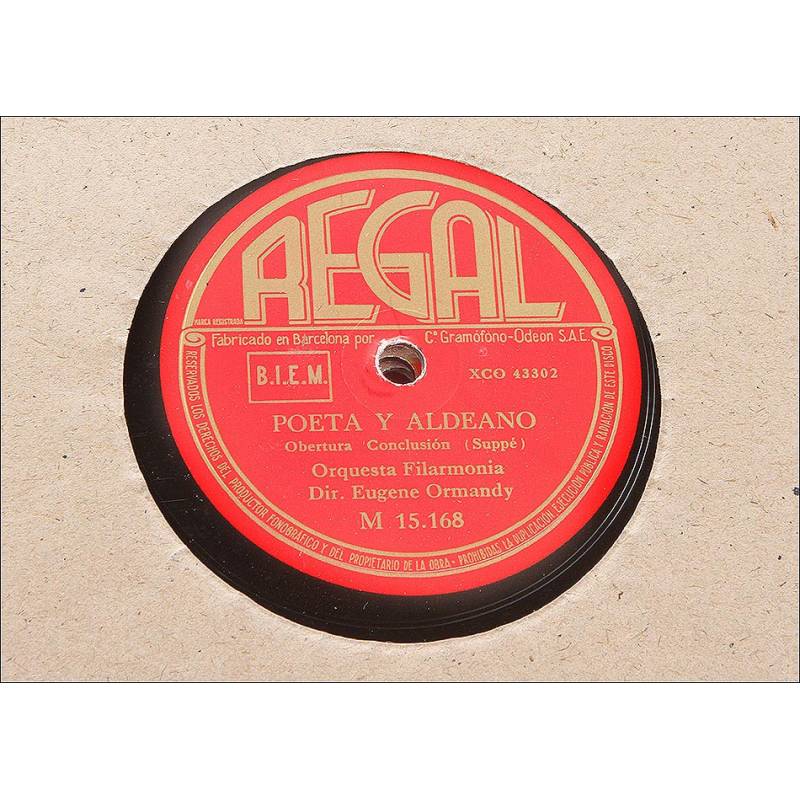 REGAL
MARCA REGISTRADA
Fabricado en Barcelona por Cª Gramófono-Odeon S.A.E.
B.I.E.M.
XCO 43302
POETA Y ALDEANO
Obertura Conclusión (Suppé)
Orquesta Filarmonia
Dir. Eugene Ormandy
M 15.168
RESERVADOS LOS DERECHOS DEL PRODUCTOR FONOGRÁFICO Y DEL PROPIETARIO DE LA OBRA - PROHIBIDAS LA DUPLICACIÓN, EJECUCIÓN PÚBLICA Y RADIACIÓN DE ESTE DISCO